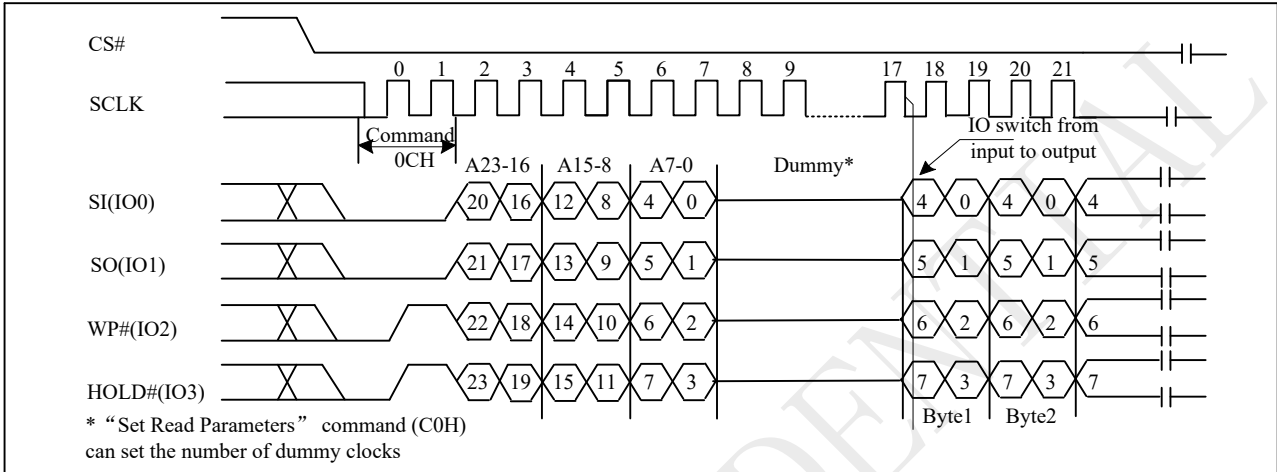 CS#
0 1 2 3 4 5 6 7 8 9 17 18 19 20 21
SCLK
Command
0CH
IO switch from
input to output
A23-16 A15-8 A7-0 Dummy*
SI(IO0) 20 16 12 8 4 0 4 0 4 0 4
SO(IO1) 21 17 13 9 5 1 5 1 5 1 5
WP#(IO2) 22 18 14 10 6 2 6 2 6 2 6
HOLD#(IO3) 23 19 15 11 7 3 7 3 7 3 7
Byte1 Byte2
* “Set Read Parameters” command (C0H)
can set the number of dummy clocks
DENTIAL